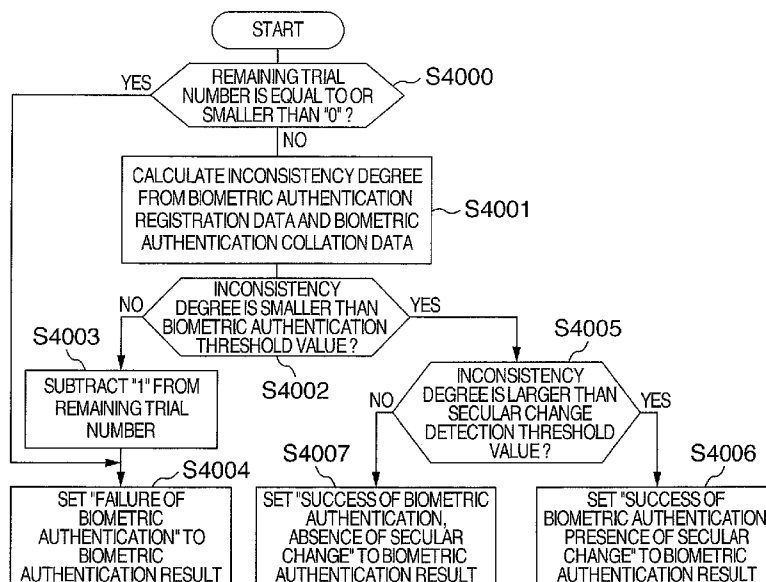 START
YES
REMAINING TRIAL
NUMBER IS EQUAL TO OR
SMALLER THAN "0" ?
S4000
NO
CALCULATE INCONSISTENCY DEGREE
FROM BIOMETRIC AUTHENTICATION
REGISTRATION DATA AND BIOMETRIC
AUTHENTICATION COLLATION DATA
S4001
INCONSISTENCY
DEGREE IS SMALLER THAN
BIOMETRIC AUTHENTICATION
THRESHOLD VALUE ?
NO
YES
S4002
S4003
SUBTRACT "1" FROM
REMAINING TRIAL
NUMBER
S4005
INCONSISTENCY
DEGREE IS LARGER THAN
SECULAR CHANGE
DETECTION THRESHOLD
VALUE ?
NO
YES
S4004
SET "FAILURE OF
BIOMETRIC
AUTHENTICATION" TO
BIOMETRIC
AUTHENTICATION RESULT
S4007
SET "SUCCESS OF BIOMETRIC
AUTHENTICATION,
ABSENCE OF SECULAR
CHANGE" TO BIOMETRIC
AUTHENTICATION RESULT
S4006
SET "SUCCESS OF
BIOMETRIC AUTHENTICATION,
PRESENCE OF SECULAR
CHANGE" TO BIOMETRIC
AUTHENTICATION RESULT